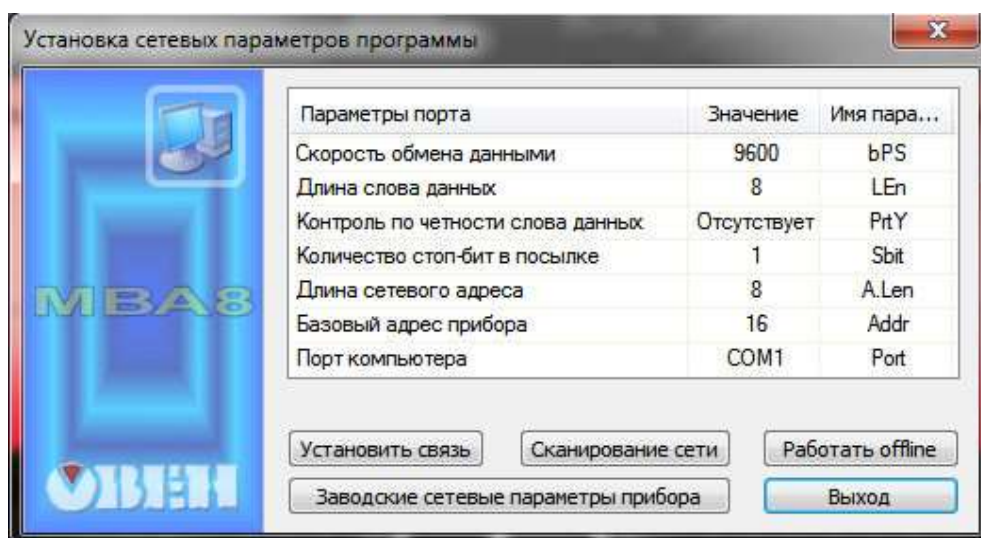 Установка сетевых параметров программы
Параметры порта Значение Имя пара...
Скорость обмена данными 9600 bPS
Длина слова данных 8 LEn
Контроль по четности слова данных Отсутствует PrtY
Количество стоп-бит в посылке 1 Sbit
Длина сетевого адреса 8 A.Len
Базовый адрес прибора 16 Addr
Порт компьютера COM1 Port
МВА8
ОВЕН
Установить связь Сканирование сети Работать offline
Заводские сетевые параметры прибора Выход